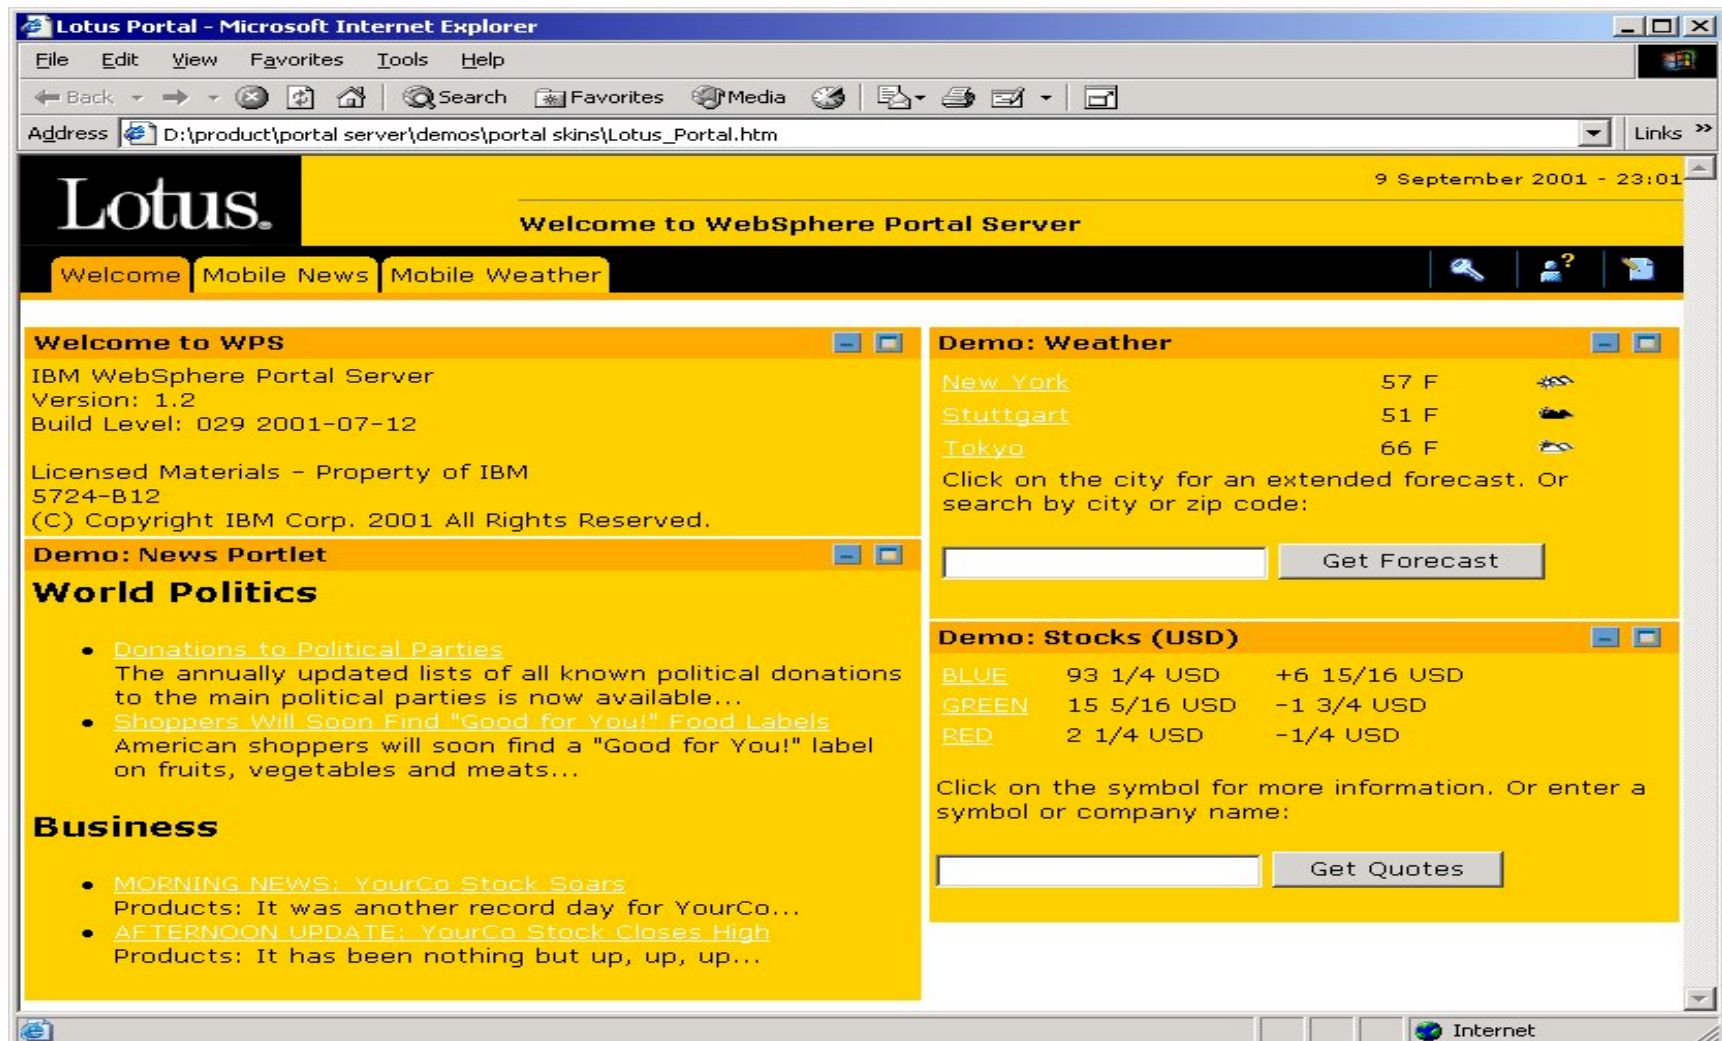 Lotus Portal - Microsoft Internet Explorer
File Edit View Favorites Tools Help
Back Search Favorites Media
Address D:\product\portal server\demos\portal skins\Lotus_Portal.htm Links »
Lotus.
9 September 2001 - 23:01
Welcome to WebSphere Portal Server
Welcome Mobile News Mobile Weather
Welcome to WPS
IBM WebSphere Portal Server
Version: 1.2
Build Level: 029 2001-07-12
Licensed Materials - Property of IBM
5724-B12
(C) Copyright IBM Corp. 2001 All Rights Reserved.
Demo: News Portlet
World Politics
Donations to Political Parties
The annually updated lists of all known political donations
to the main political parties is now available...
Shoppers Will Soon Find "Good for You!" Food Labels
American shoppers will soon find a "Good for You!" label
on fruits, vegetables and meats...
Business
MORNING NEWS: YourCo Stock Soars
Products: It was another record day for YourCo...
AFTERNOON UPDATE: YourCo Stock Closes High
Products: It has been nothing but up, up, up...
Demo: Weather
New York 57 F
Stuttgart 51 F
Tokyo 66 F
Click on the city for an extended forecast. Or
search by city or zip code:
Get Forecast
Demo: Stocks (USD)
BLUE 93 1/4 USD +6 15/16 USD
GREEN 15 5/16 USD -1 3/4 USD
RED 2 1/4 USD -1/4 USD
Click on the symbol for more information. Or enter a
symbol or company name:
Get Quotes
Internet